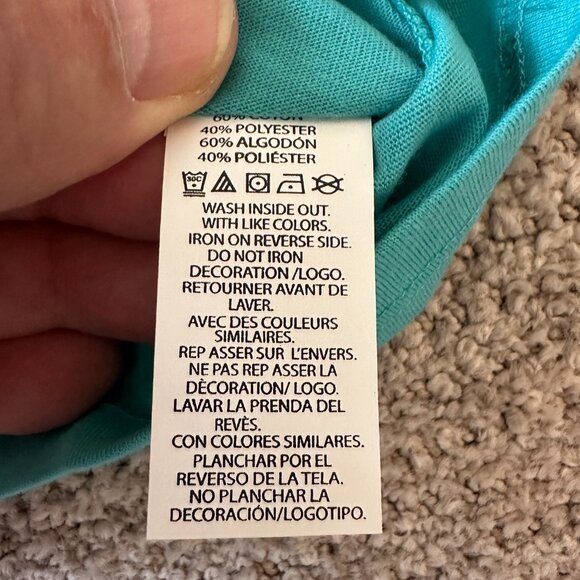 60% COTON
40% POLYESTER
60% ALGODÓN
40% POLIÉSTER
30C
WASH INSIDE OUT.
WITH LIKE COLORS.
IRON ON REVERSE SIDE.
DO NOT IRON
DECORATION/LOGO.
RETOURNER AVANT DE
LAVER.
AVEC DES COULEURS
SIMILAIRES.
REP ASSER SUR L'ENVERS.
NE PAS REP ASSER LA
DÈCORATION/ LOGO.
LAVAR LA PRENDA DEL
REVÈS.
CON COLORES SIMILARES.
PLANCHAR POR EL
REVERSO DE LA TELA.
NO PLANCHAR LA
DECORACIÓN/LOGOTIPO.